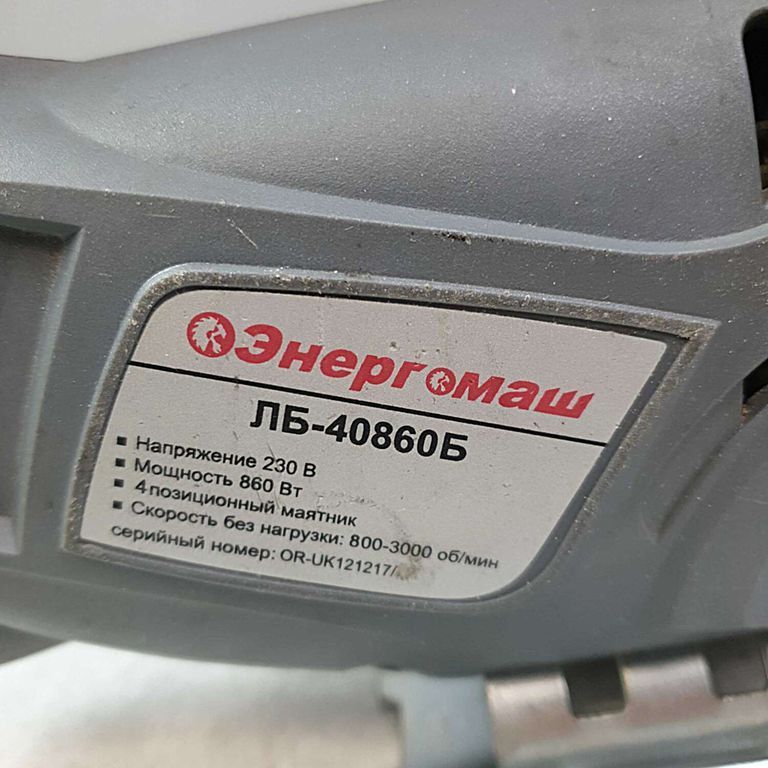 Энергомаш
ЛБ-40860Б
▪ Напряжение 230 В
▪ Мощность 860 Вт
▪ 4 позиционный маятник
▪ Скорость без нагрузки: 800-3000 об/мин
серийный номер: OR-UK121217/